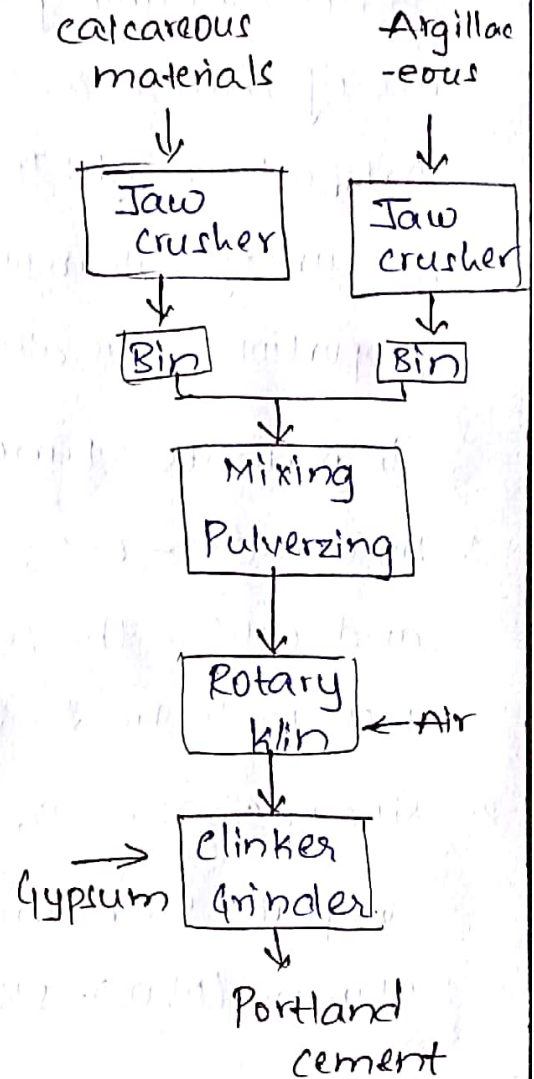 calcareous
materials
Argillac
-eous
Jaw
crusher
Jaw
crusher
Bin
Bin
Mixing
Pulverzing
Rotary
Klin
Air
Clinker
Grinder
Gypsum
Portland
cement